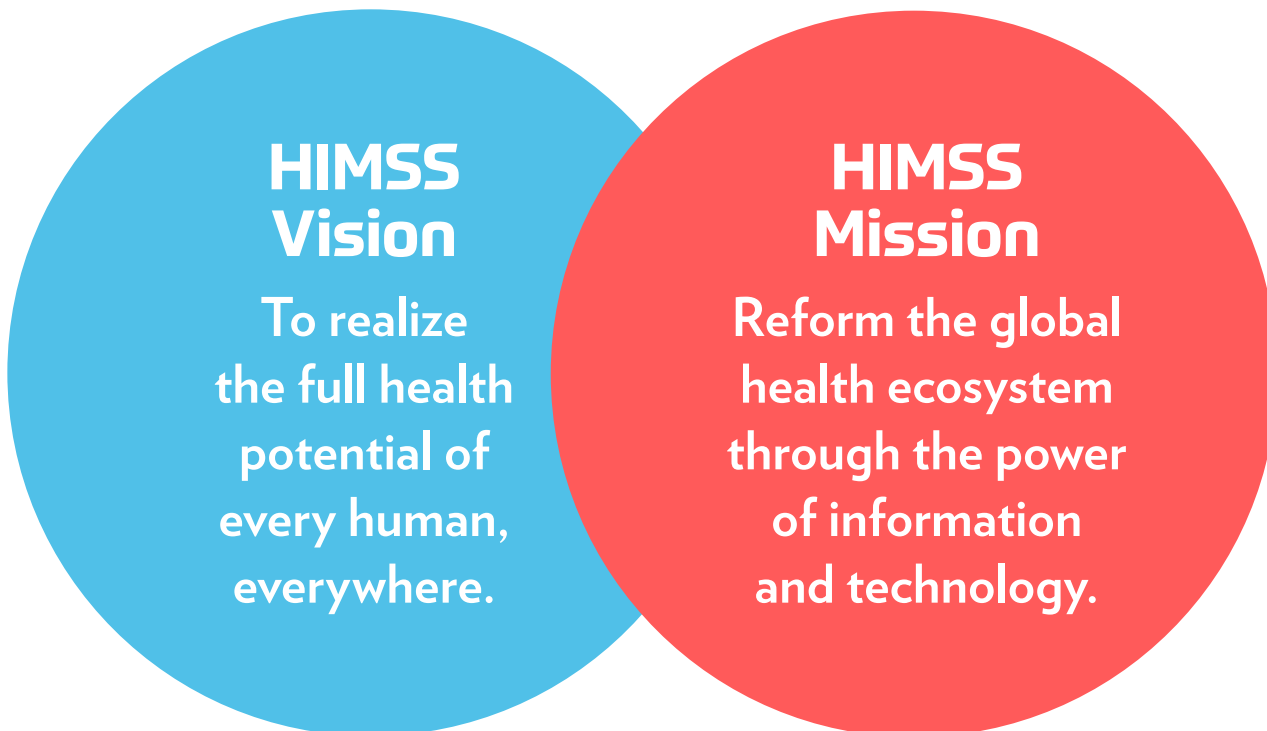 HIMSS
Vision
To realize
the full health
potential of
every human,
everywhere.
HIMSS
Mission
Reform the global
health ecosystem
through the power
of information
and technology.